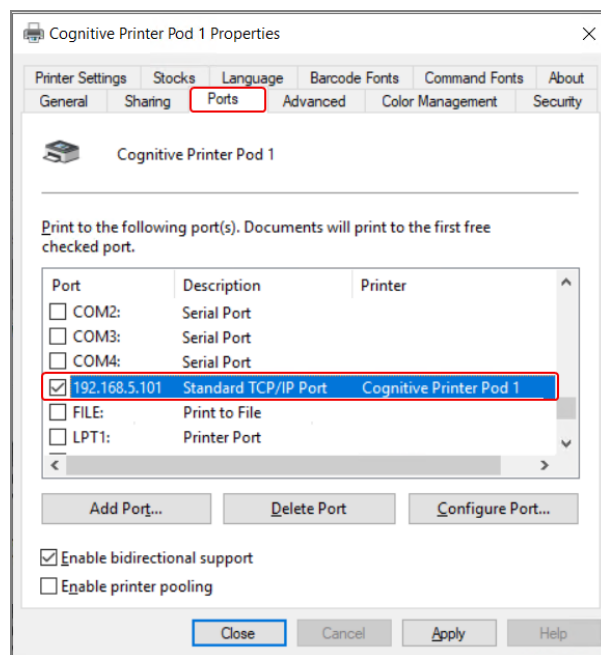 Cognitive Printer Pod 1 Properties
Printer Settings Stocks Language Barcode Fonts Command Fonts About
General Sharing Ports Advanced Color Management Security
Cognitive Printer Pod 1
Print to the following port(s). Documents will print to the first free
checked port.
Port Description Printer
COM2: Serial Port
COM3: Serial Port
COM4: Serial Port
192.168.5.101 Standard TCP/IP Port Cognitive Printer Pod 1
FILE: Print to File
LPT1: Printer Port
Add Port... Delete Port Configure Port...
Enable bidirectional support
Enable printer pooling
Close Cancel Apply Help